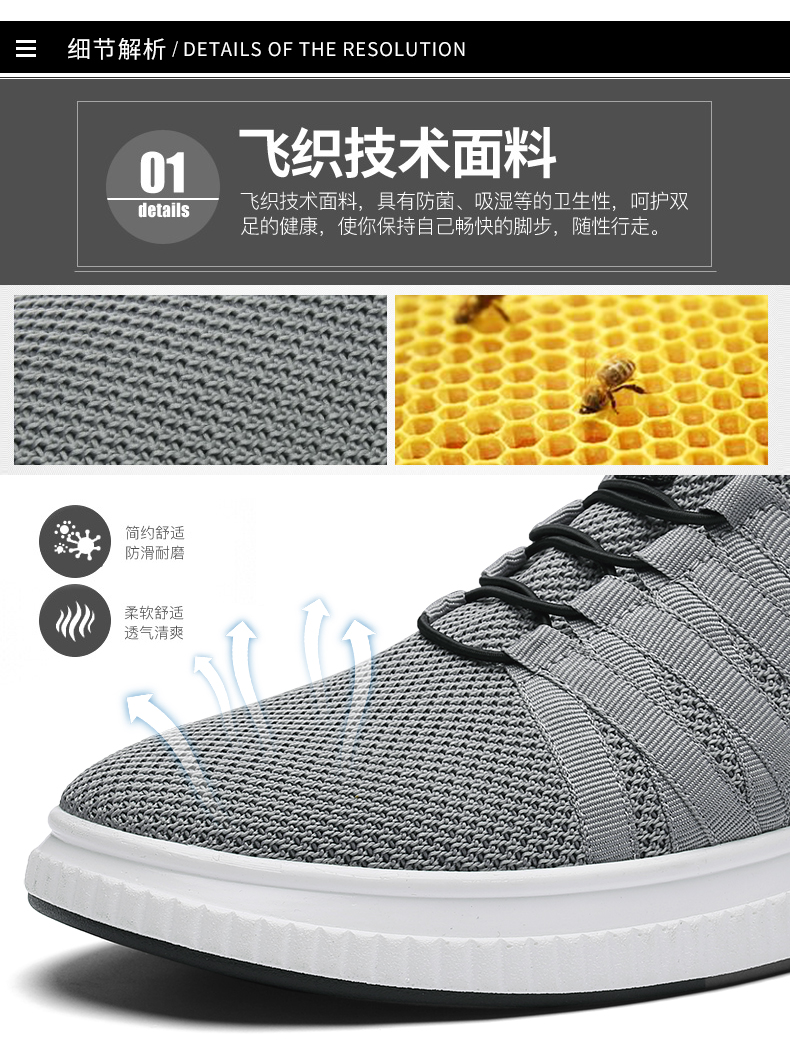 细节解析 / DETAILS OF THE RESOLUTION
01
details
飞织技术面料
飞织技术面料，具有防菌、吸湿等的卫生性，呵护双
足的健康，使你保持自己畅快的脚步，随性行走。
简约舒适
防滑耐磨
柔软舒适
透气清爽